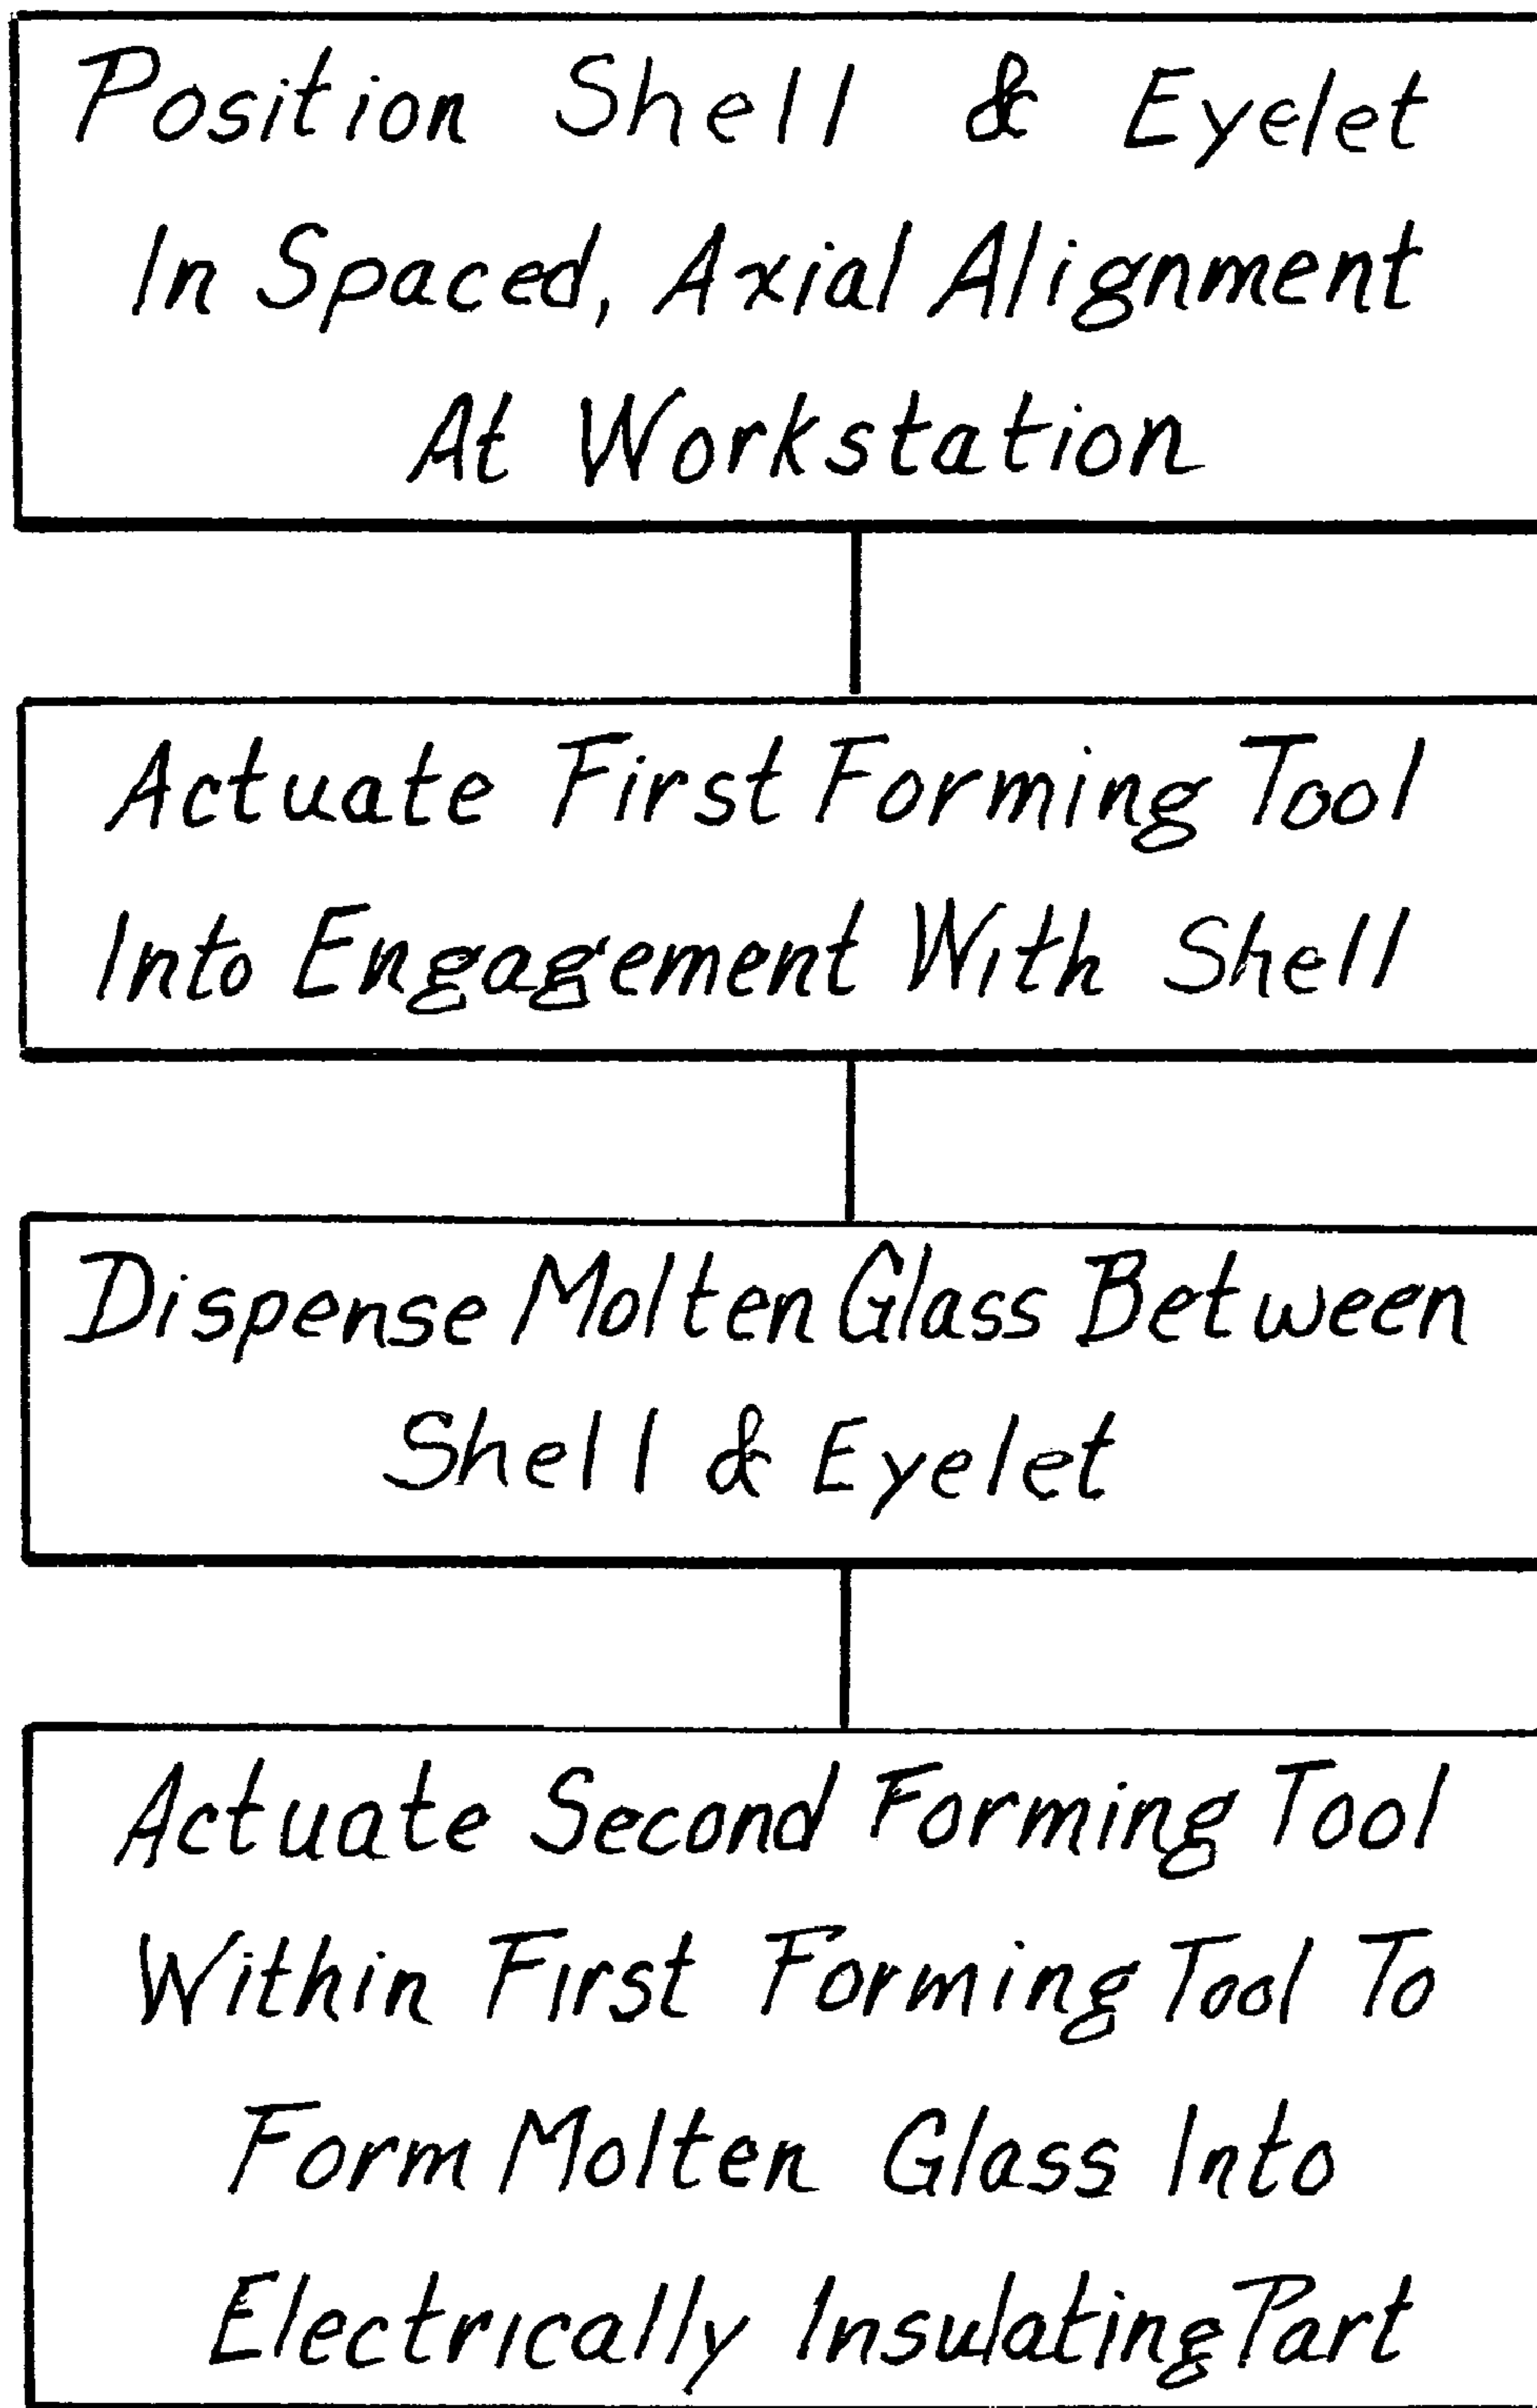 Position Shell & Eyelet
In Spaced, Axial Alignment
At Workstation
Actuate First Forming Tool
Into Engagement With Shell
Dispense Molten Glass Between
Shell & Eyelet
Actuate Second Forming Tool
Within First Forming Tool To
Form Molten Glass Into
Electrically Insulating Part